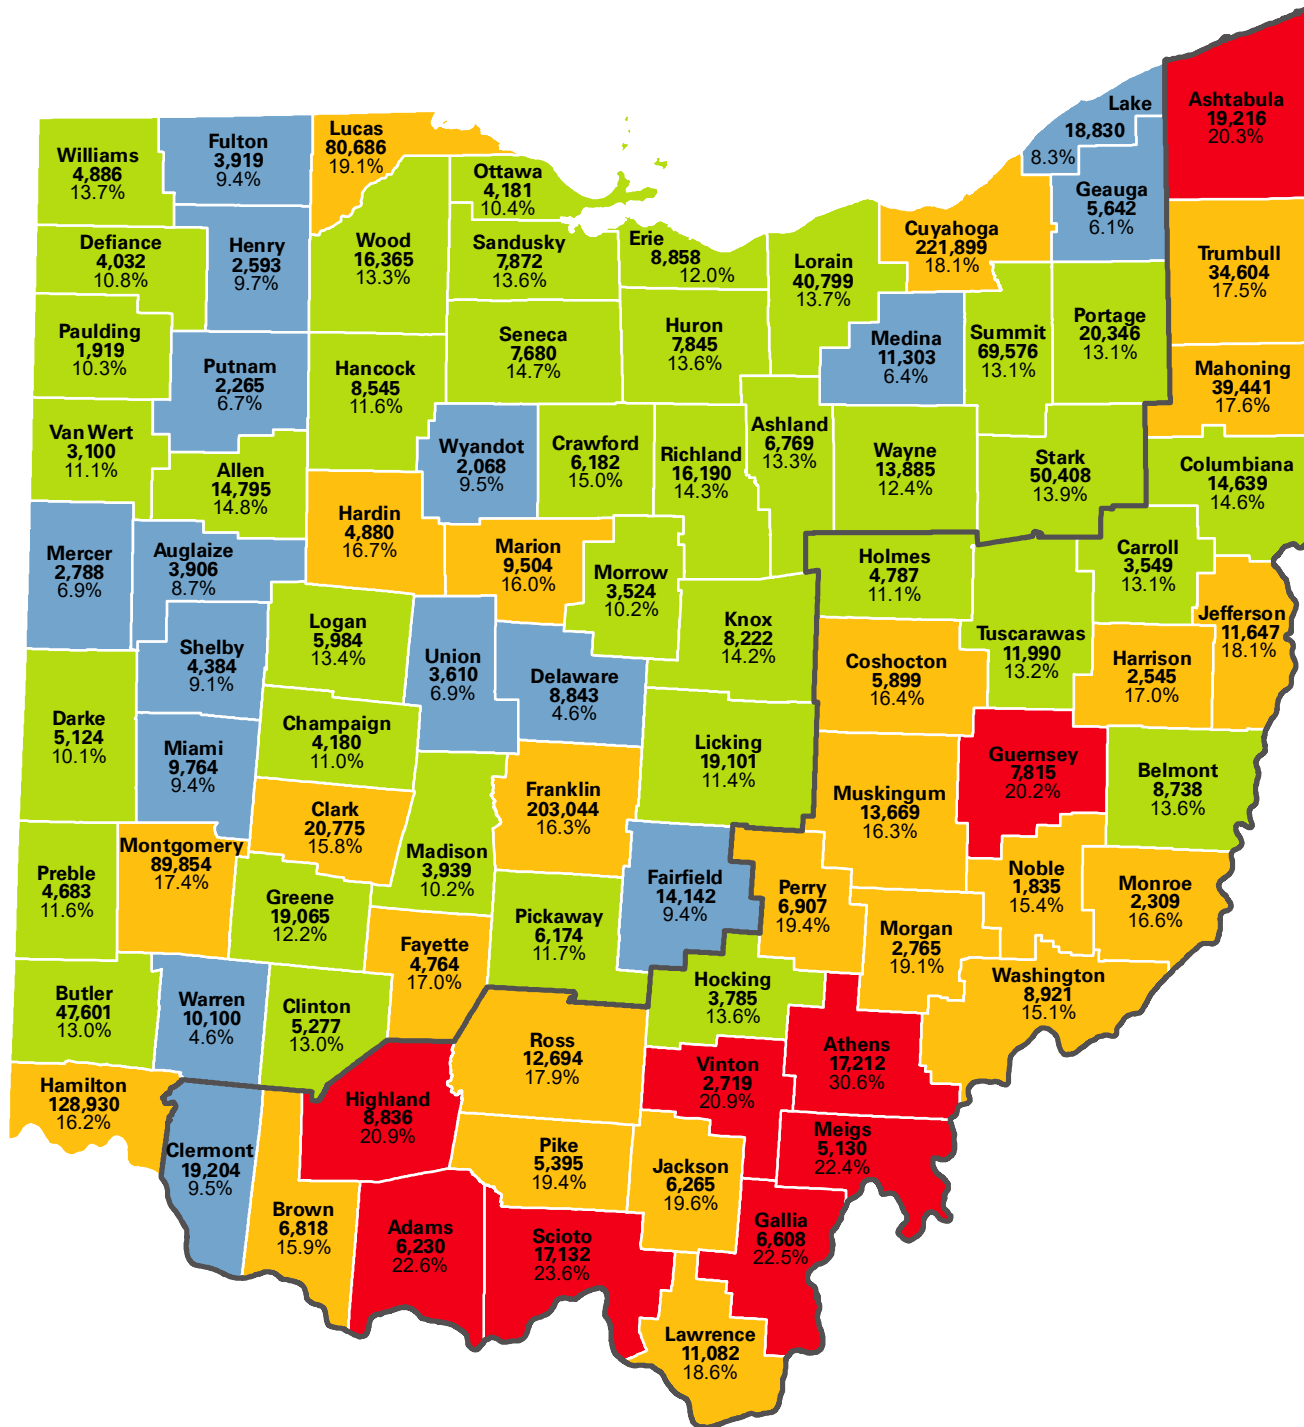 Lake
18,830
8.3%
Ashtabula
19,216
20.3%
Lucas
80,686
19.1%
Fulton
3,919
9.4%
Williams
4,886
13.7%
Ottawa
4,181
10.4%
Geauga
5,642
6.1%
Cuyahoga
221,899
18.1%
Trumbull
34,604
17.5%
Defiance
4,032
10.8%
Henry
2,593
9.7%
Wood
16,365
13.3%
Sandusky
7,872
13.6%
Erie
8,858
12.0%
Lorain
40,799
13.7%
Paulding
1,919
10.3%
Putnam
2,265
6.7%
Hancock
8,545
11.6%
Seneca
7,680
14.7%
Huron
7,845
13.6%
Medina
11,303
6.4%
Summit
69,576
13.1%
Portage
20,346
13.1%
Mahoning
39,441
17.6%
Van Wert
3,100
11.1%
Allen
14,795
14.8%
Wyandot
2,068
9.5%
Crawford
6,182
15.0%
Richland
16,190
14.3%
Ashland
6,769
13.3%
Wayne
13,885
12.4%
Stark
50,408
13.9%
Columbiana
14,639
14.6%
Mercer
2,788
6.9%
Auglaize
3,906
8.7%
Hardin
4,880
16.7%
Marion
9,504
16.0%
Morrow
3,524
10.2%
Holmes
4,787
11.1%
Carroll
3,549
13.1%
Jefferson
11,647
18.1%
Shelby
4,384
9.1%
Logan
5,984
13.4%
Union
3,610
6.9%
Delaware
8,843
4.6%
Knox
8,222
14.2%
Coshocton
5,899
16.4%
Tuscarawas
11,990
13.2%
Harrison
2,545
17.0%
Darke
5,124
10.1%
Miami
9,764
9.4%
Champaign
4,180
11.0%
Licking
19,101
11.4%
Guernsey
7,815
20.2%
Belmont
8,738
13.6%
Clark
20,775
15.8%
Franklin
203,044
16.3%
Muskingum
13,669
16.3%
Montgomery
89,854
17.4%
Madison
3,939
10.2%
Preble
4,683
11.6%
Greene
19,065
12.2%
Fairfield
14,142
9.4%
Perry
6,907
19.4%
Noble
1,835
15.4%
Monroe
2,309
16.6%
Pickaway
6,174
11.7%
Fayette
4,764
17.0%
Morgan
2,765
19.1%
Washington
8,921
15.1%
Butler
47,601
13.0%
Warren
10,100
4.6%
Clinton
5,277
13.0%
Hocking
3,785
13.6%
Ross
12,694
17.9%
Athens
17,212
30.6%
Vinton
2,719
20.9%
Hamilton
128,930
16.2%
Highland
8,836
20.9%
Meigs
5,130
22.4%
Clermont
19,204
9.5%
Pike
5,395
19.4%
Jackson
6,265
19.6%
Brown
6,818
15.9%
Adams
6,230
22.6%
Scioto
17,132
23.6%
Gallia
6,608
22.5%
Lawrence
11,082
18.6%